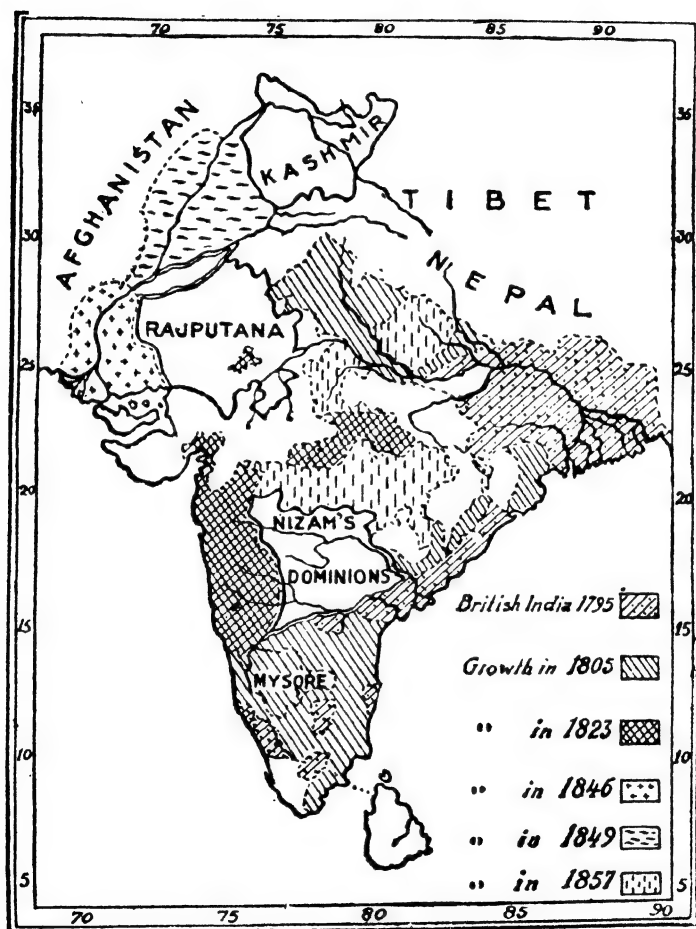 70 75 80 85 90
35 36
AFGHANISTAN
KASHMIR
TIBET
30 30
NEPAL
RAJPUTANA
25 25
20 20
NIZAM'S
DOMINIONS
British India 1795
15 15
Growth in 1805
MYSORE
" in 1823
10 10
" in 1846
" in 1849
5 " in 1857 5
70 75 80 85 90